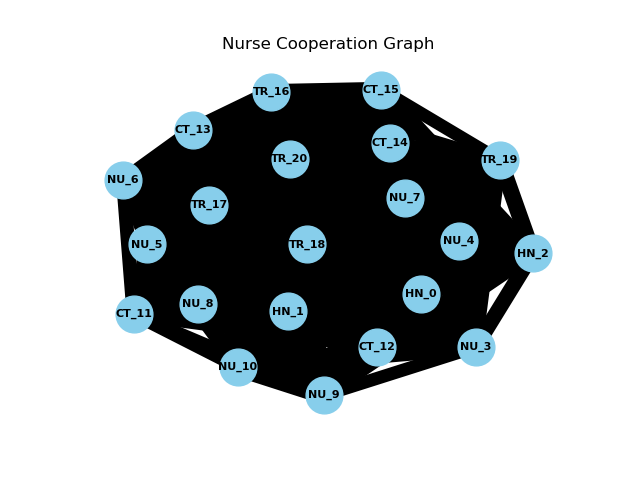 Nurse Cooperation Graph
TR_16
CT_15
CT_13
CT_14
TR_20
TR_19
NU_6
TR_17
NU_7
NU_5
TR_18
NU_4
HN_2
HN_0
NU_8
HN_1
CT_11
CT_12
NU_3
NU_10
NU_9